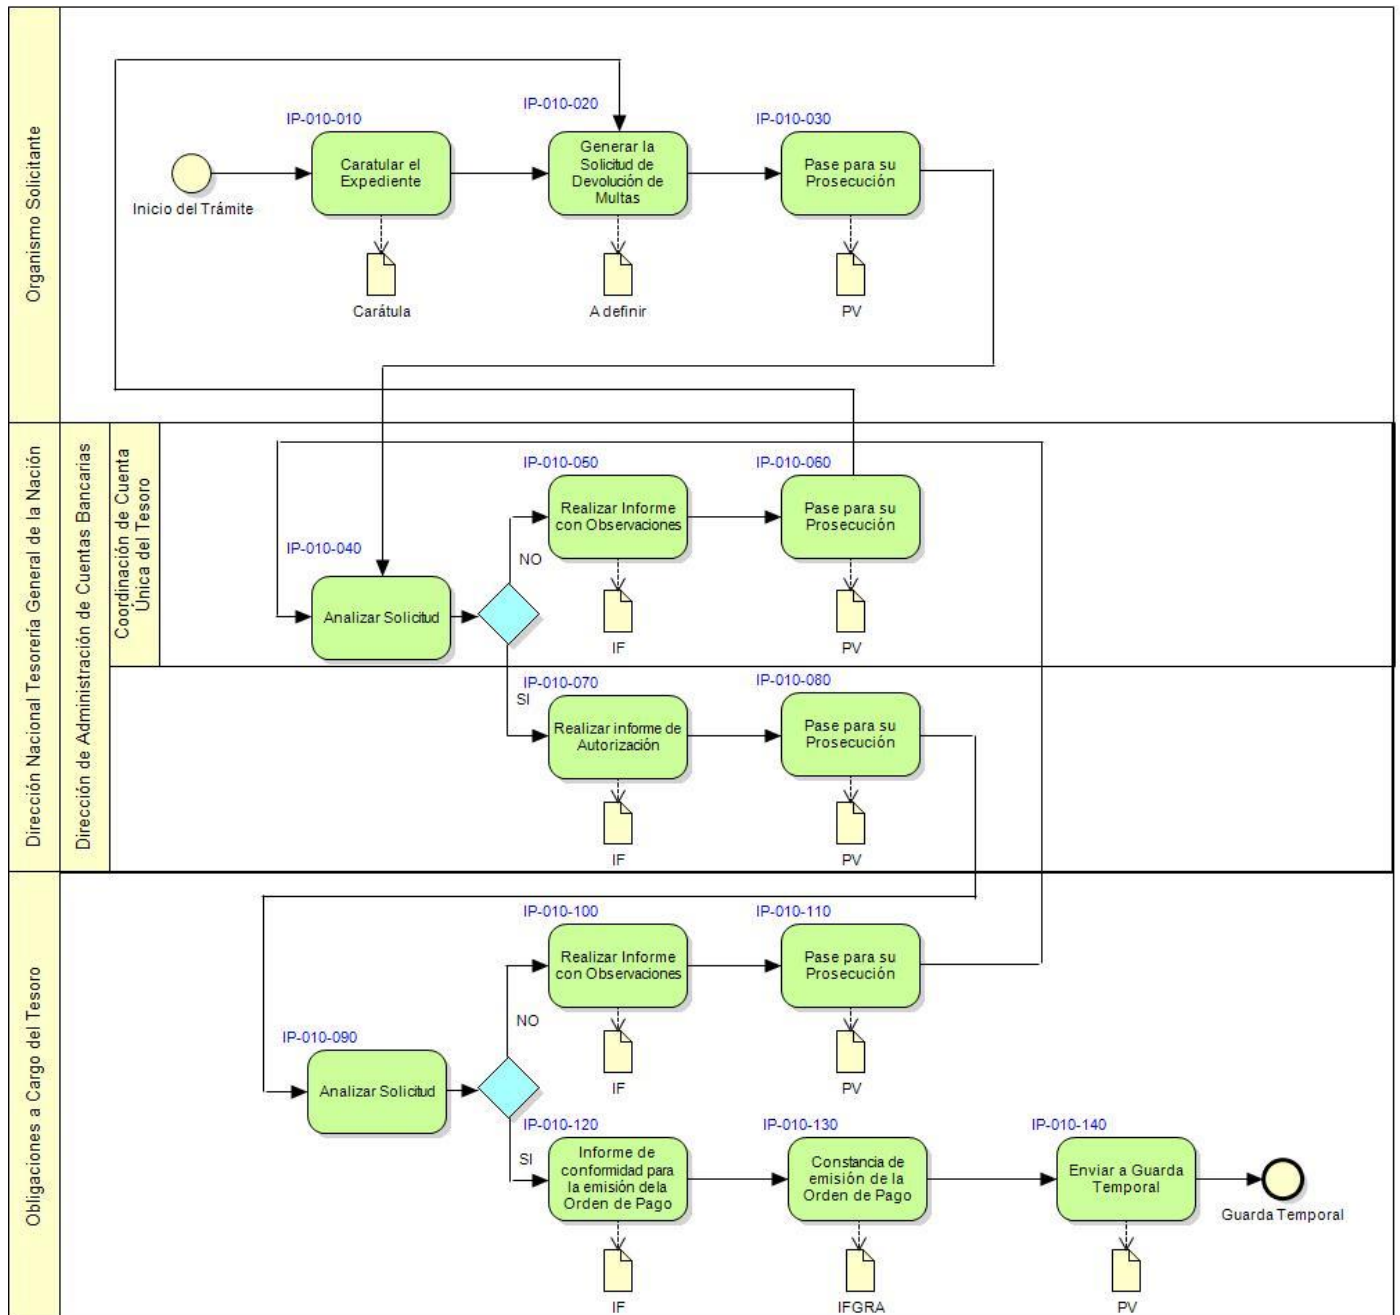 Organismo Solicitante
IP-010-010
IP-010-020
IP-010-030
Inicio del Trámite
Caratular el
Expediente
Generar la
Solicitud de
Devolución de
Multas
Pase para su
Prosecución
Carátula
A definir
PV
Dirección Nacional Tesorería General de la Nación
Dirección de Administración de Cuentas Bancarias
Coordinación de Cuenta
Única del Tesoro
IP-010-040
Analizar Solicitud
NO
IP-010-050
Realizar Informe
con Observaciones
IF
IP-010-060
Pase para su
Prosecución
PV
SI
IP-010-070
Realizar informe de
Autorización
IF
IP-010-080
Pase para su
Prosecución
PV
Obligaciones a Cargo del Tesoro
IP-010-090
Analizar Solicitud
NO
IP-010-100
Realizar Informe
con Observaciones
IF
IP-010-110
Pase para su
Prosecución
PV
SI
IP-010-120
Informe de
conformidad para
la emisión dela
Orden de Pago
IF
IP-010-130
Constancia de
emisión de la
Orden de Pago
IFGRA
IP-010-140
Enviar a Guarda
Temporal
PV
Guarda Temporal